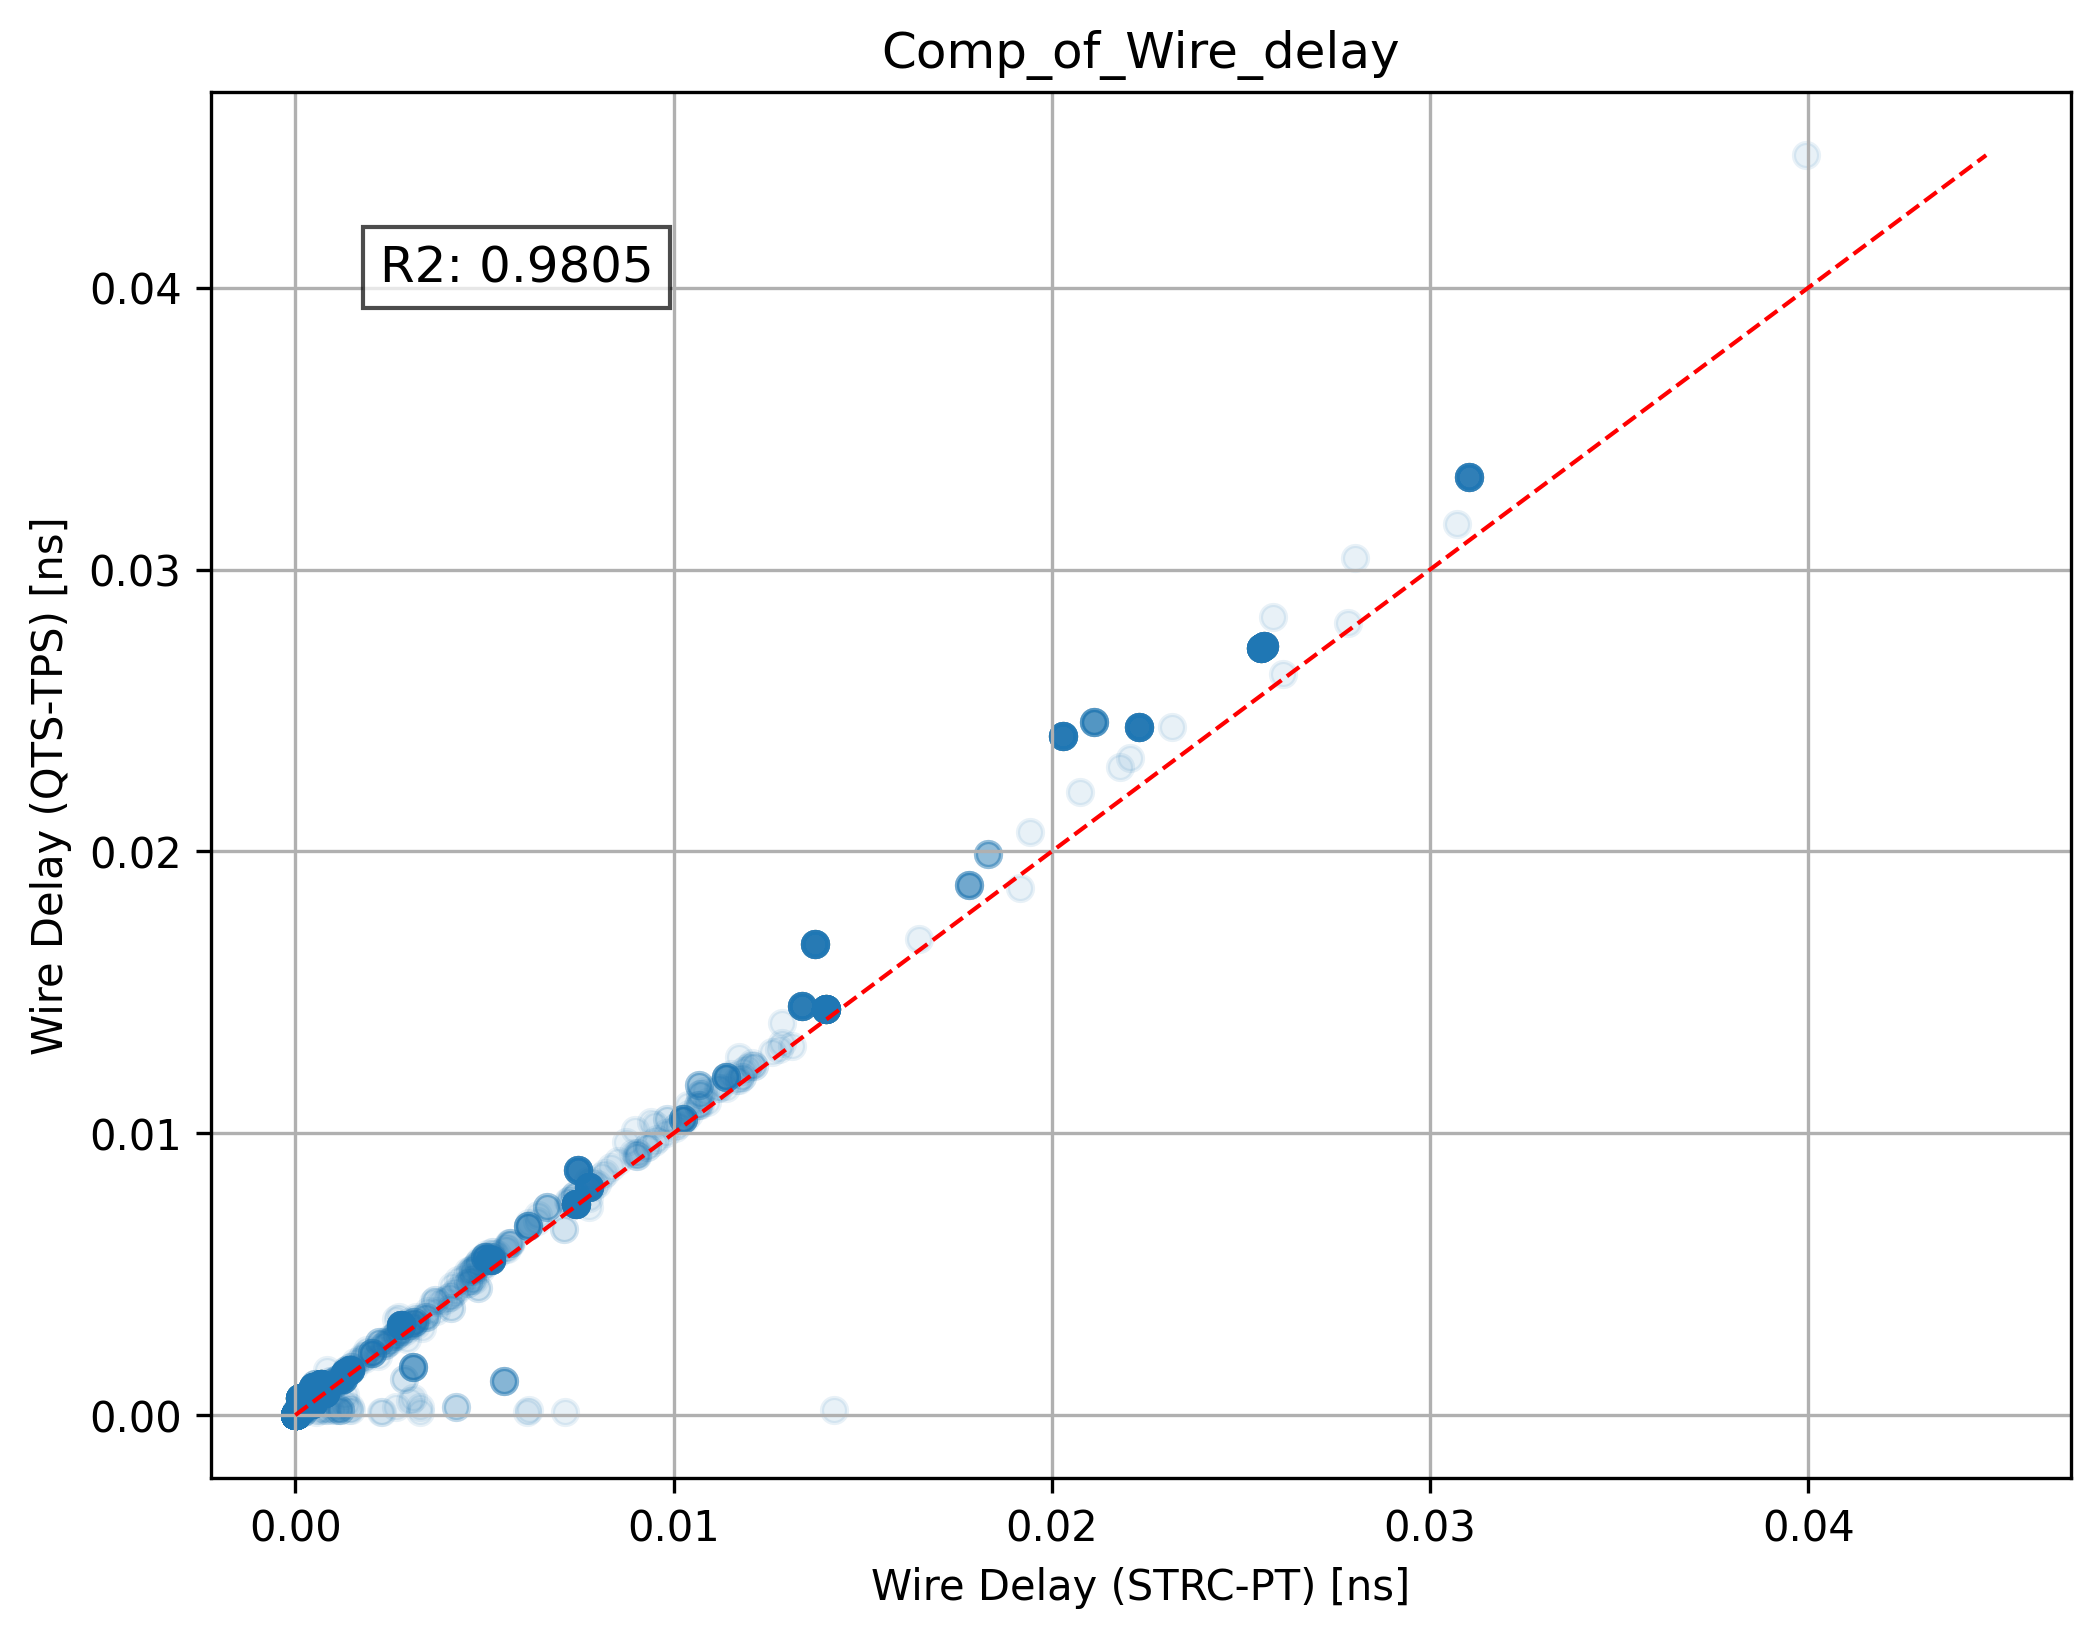 Comp_of_Wire_delay
R2: 0.9805
Wire Delay (QTS-TPS) [ns]
0.04
0.03
0.02
0.01
0.00
0.00 0.01 0.02 0.03 0.04
Wire Delay (STRC-PT) [ns]